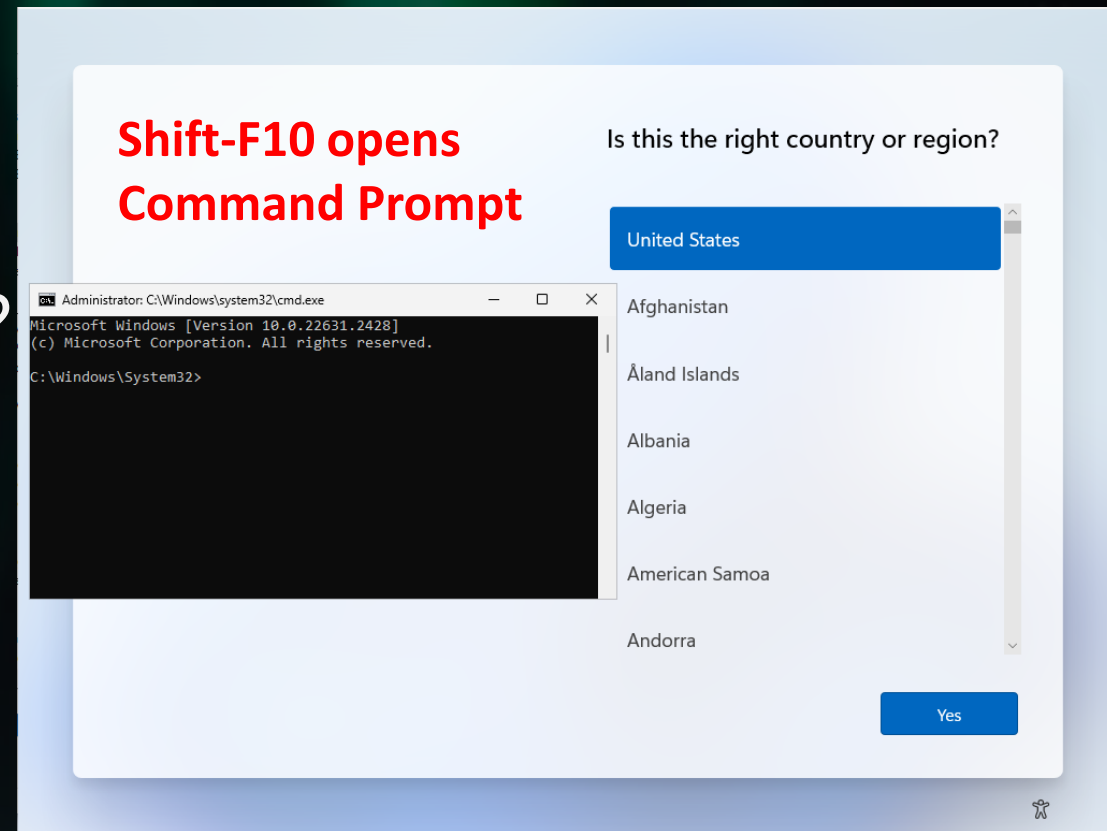 Shift-F10 opens
Command Prompt
Is this the right country or region?
United States
Afghanistan
Åland Islands
Albania
Algeria
American Samoa
Andorra
Yes
Administrator: C:\Windows\system32\cmd.exe
Microsoft Windows [Version 10.0.22631.2428]
(c) Microsoft Corporation. All rights reserved.
C:\Windows\System32>